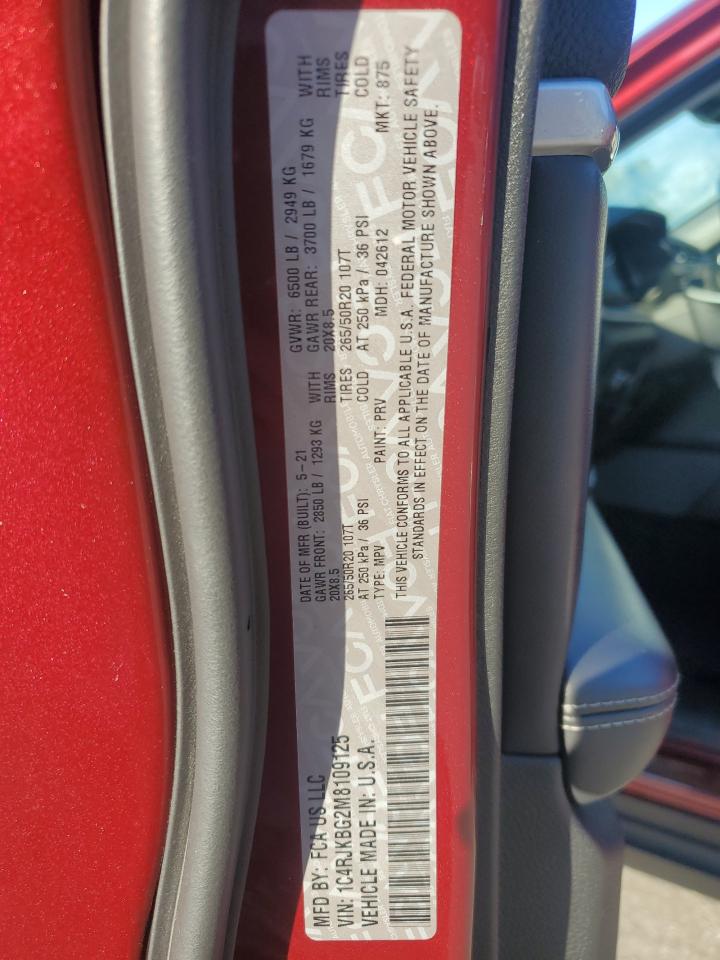 MFD BY: FCA US LLC
VIN: 1C4RJKBG2M8109125
VEHICLE MADE IN: U.S.A.
DATE OF MFR (BUILT): 5-21 GVWR: 6500 LB / 2949 KG
GAWR FRONT: 2850 LB / 1293 KG WITH GAWR REAR: 3700 LB / 1679 KG WITH
20X8.5 RIMS 20X8.5 RIMS
265/50R20 107T TIRES 265/50R20 107T TIRES
AT 250 kPa / 36 PSI COLD AT 250 kPa / 36 PSI COLD
TYPE: MPV PAINT: PRV MDH: 042612 MKT: 875
THIS VEHICLE CONFORMS TO ALL APPLICABLE U.S.A. FEDERAL MOTOR VEHICLE SAFETY
STANDARDS IN EFFECT ON THE DATE OF MANUFACTURE SHOWN ABOVE.